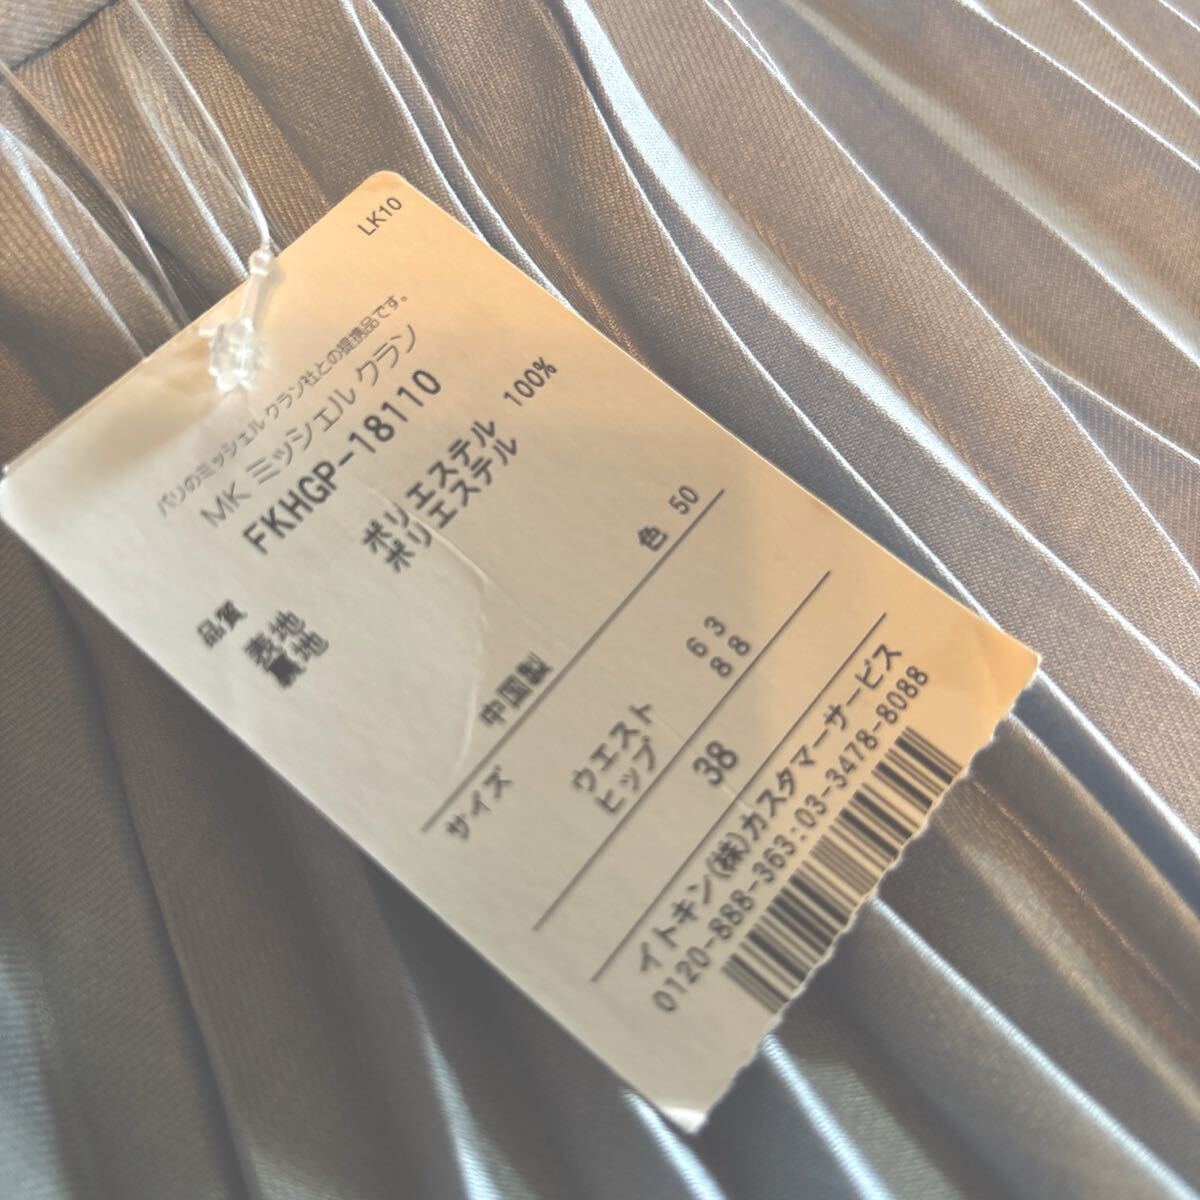 LK10
パリのミッシェル クラン社との提携品です。
MK ミッシェル クラン
FKHGP-18110
品質
表地 ポリエステル 100%
裏地 ポリエステル
色 50
中国製
サイズ
ウエスト 63
ヒップ 88
38
イトキン(株)カスタマーサービス
0120-888-363:03-3478-8088